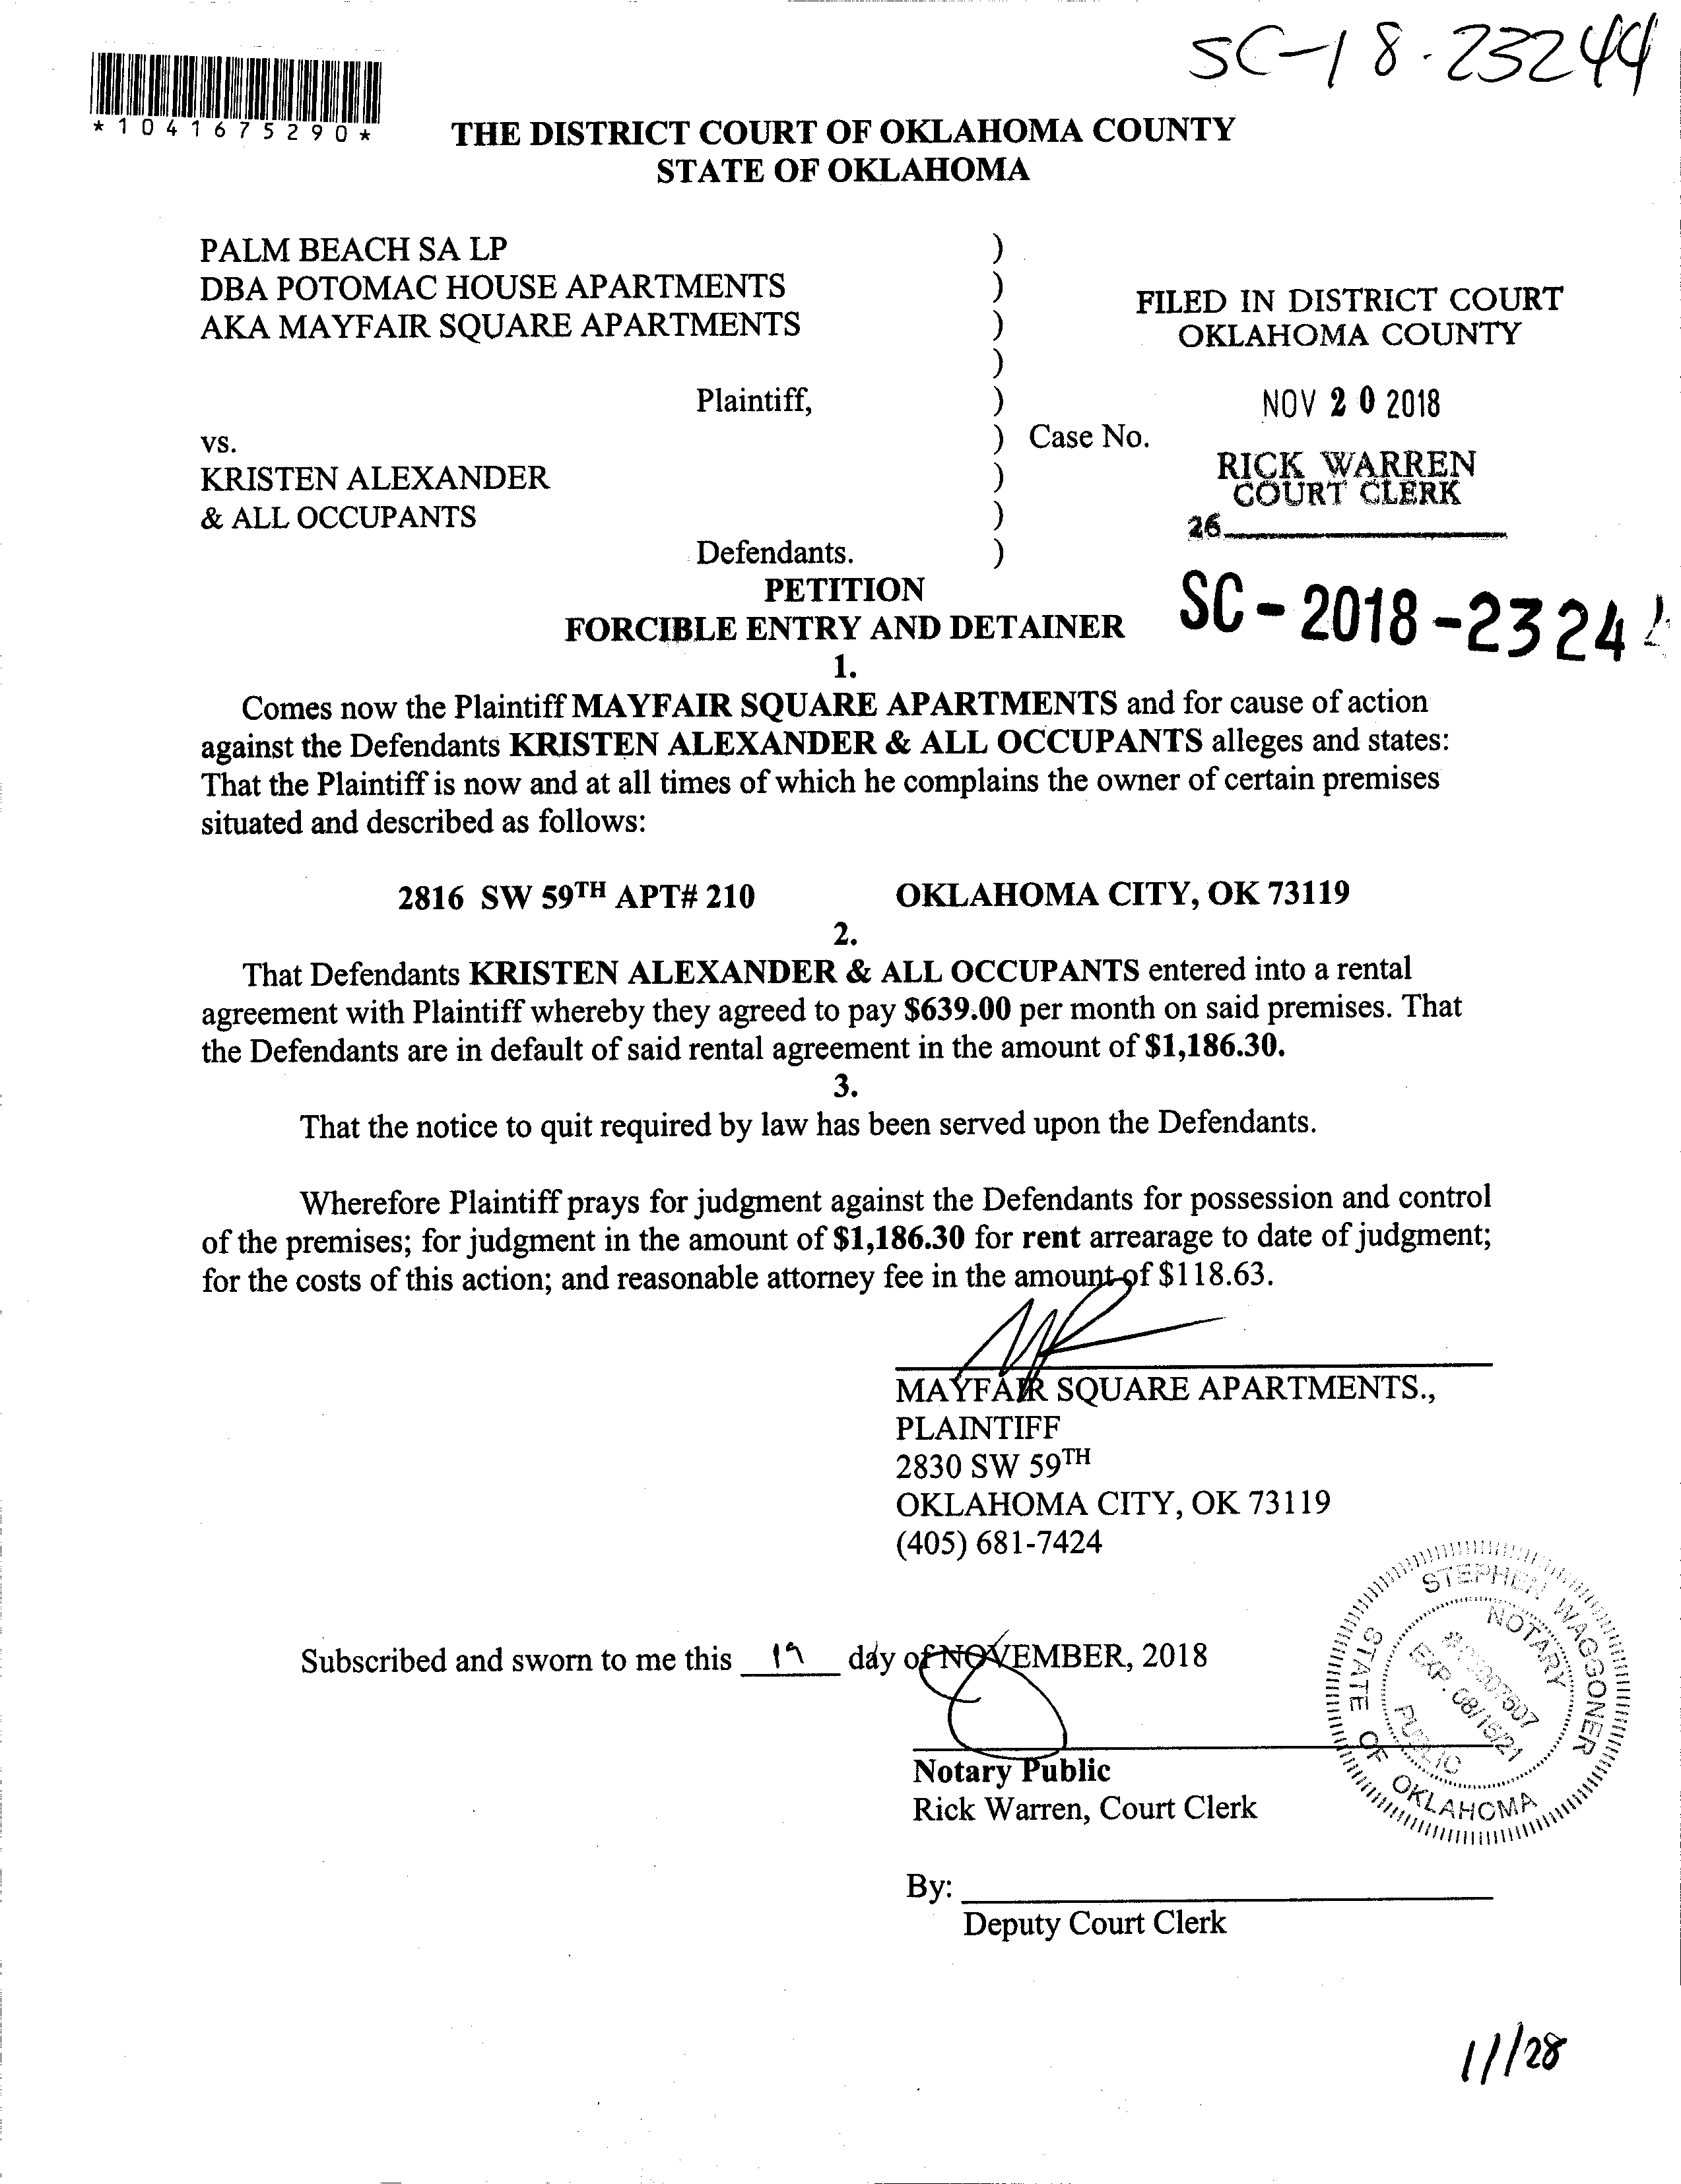 SC-18-23244
*1041675290*
THE DISTRICT COURT OF OKLAHOMA COUNTY
STATE OF OKLAHOMA
PALM BEACH SA LP )
DBA POTOMAC HOUSE APARTMENTS )
AKA MAYFAIR SQUARE APARTMENTS )
)
Plaintiff, )
vs. ) Case No.
KRISTEN ALEXANDER )
& ALL OCCUPANTS )
Defendants. )
FILED IN DISTRICT COURT
OKLAHOMA COUNTY
NOV 20 2018
RICK WARREN
COURT CLERK
26
SC-2018-2324
PETITION
FORCIBLE ENTRY AND DETAINER
1.
Comes now the Plaintiff MAYFAIR SQUARE APARTMENTS and for cause of action
against the Defendants KRISTEN ALEXANDER & ALL OCCUPANTS alleges and states:
That the Plaintiff is now and at all times of which he complains the owner of certain premises
situated and described as follows:
2816 SW 59TH APT# 210 OKLAHOMA CITY, OK 73119
2.
That Defendants KRISTEN ALEXANDER & ALL OCCUPANTS entered into a rental
agreement with Plaintiff whereby they agreed to pay $639.00 per month on said premises. That
the Defendants are in default of said rental agreement in the amount of $1,186.30.
3.
That the notice to quit required by law has been served upon the Defendants.
Wherefore Plaintiff prays for judgment against the Defendants for possession and control
of the premises; for judgment in the amount of $1,186.30 for rent arrearage to date of judgment;
for the costs of this action; and reasonable attorney fee in the amount of $118.63.
MAYFAIR SQUARE APARTMENTS.,
PLAINTIFF
2830 SW 59TH
OKLAHOMA CITY, OK 73119
(405) 681-7424
Subscribed and sworn to me this 19 day of NOVEMBER, 2018
Notary Public
Rick Warren, Court Clerk
By:
Deputy Court Clerk
STEPHEN WAGGONER
STATE OF OKLAHOMA
NOTARY
EXP. 08/15/21
PUBLIC
11/28